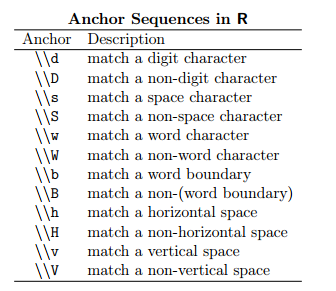 Anchor Sequences in R
Anchor Description
\\d match a digit character
\\D match a non-digit character
\\s match a space character
\\S match a non-space character
\\w match a word character
\\W match a non-word character
\\b match a word boundary
\\B match a non-(word boundary)
\\h match a horizontal space
\\H match a non-horizontal space
\\v match a vertical space
\\V match a non-vertical space